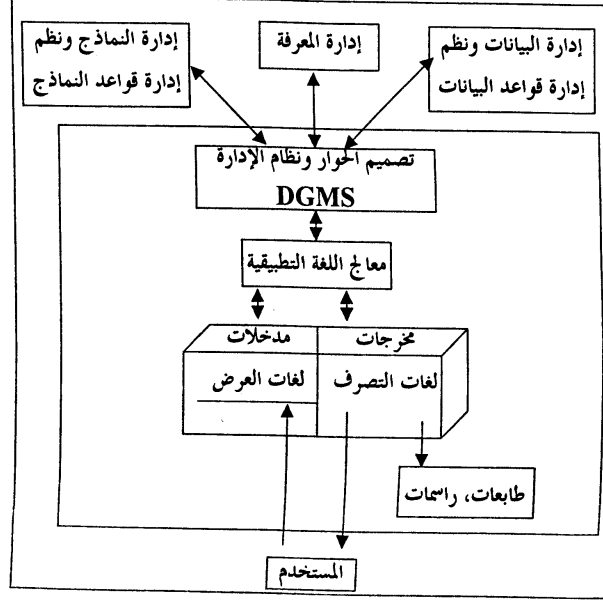 إدارة البيانات ونظم
إدارة قواعد البيانات
إدارة المعرفة
إدارة النماذج ونظم
إدارة قواعد النماذج
تصميم الحوار ونظام الإدارة
DGMS
معالج اللغة التطبيقية
مخرجات
مدخلات
لغات التصرف
لغات العرض
طابعات، راسمات
المستخدم